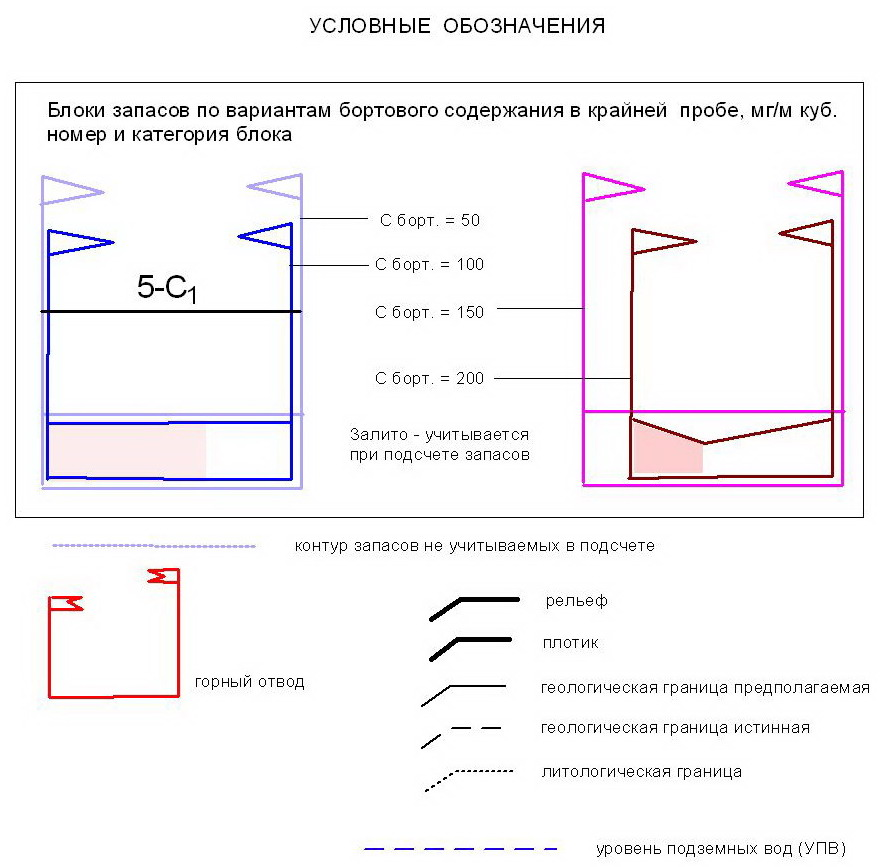 УСЛОВНЫЕ ОБОЗНАЧЕНИЯ
Блоки запасов по вариантам бортового содержания в крайней пробе, мг/м куб.
номер и категория блока
С борт. = 50
С борт. = 100
5-С1
С борт. = 150
С борт. = 200
Залито - учитывается
при подсчете запасов
контур запасов не учитываемых в подсчете
горный отвод
рельеф
плотик
геологическая граница предполагаемая
геологическая граница истинная
литологическая граница
уровень подземных вод (УПВ)